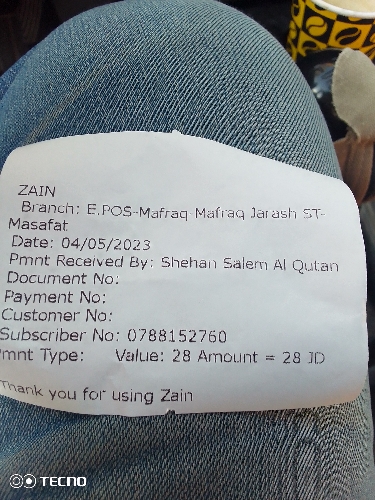 ZAIN
Branch: E.POS-Mafraq-Mafraq Jarash ST-
Masafat
Date: 04/05/2023
Pmnt Received By: Shehan Salem Al Qutan
Document No:
Payment No:
Customer No:
Subscriber No: 0788152760
Pmnt Type: Value: 28 Amount = 28 JD
Thank you for using Zain
TECNO